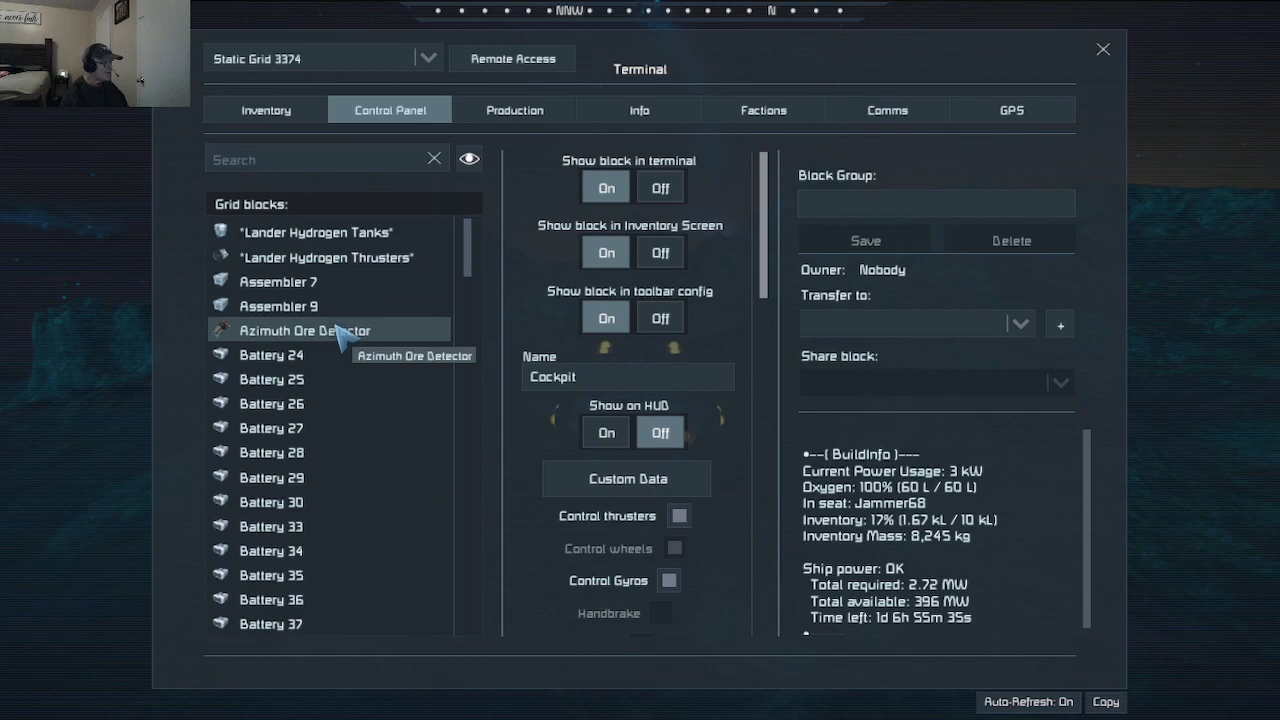 NNW N
Static Grid 3374
Remote Access
Terminal
Inventory
Control Panel
Production
Info
Factions
Comms
GPS
Search
Grid blocks:
*Lander Hydrogen Tanks*
*Lander Hydrogen Thrusters*
Assembler 7
Assembler 9
Azimuth Ore Detector
Azimuth Ore Detector
Battery 24
Battery 25
Battery 26
Battery 27
Battery 28
Battery 29
Battery 30
Battery 33
Battery 34
Battery 35
Battery 36
Battery 37
Show block in terminal
On Off
Show block in Inventory Screen
On Off
Show block in toolbar config
On Off
Name
Cockpit
Show on HUD
On Off
Custom Data
Control thrusters
Control wheels
Control Gyros
Handbrake
Block Group:
Save
Delete
Owner: Nobody
Transfer to:
+
Share block:
•--( BuildInfo )---
Current Power Usage: 3 kW
Oxygen: 100% (60 L / 60 L)
In seat: Jammer68
Inventory: 17% (1.67 kL / 10 kL)
Inventory Mass: 8,245 kg
Ship power: OK
Total required: 2.72 MW
Total available: 396 MW
Time left: 1d 6h 55m 35s
Auto-Refresh: On
Copy